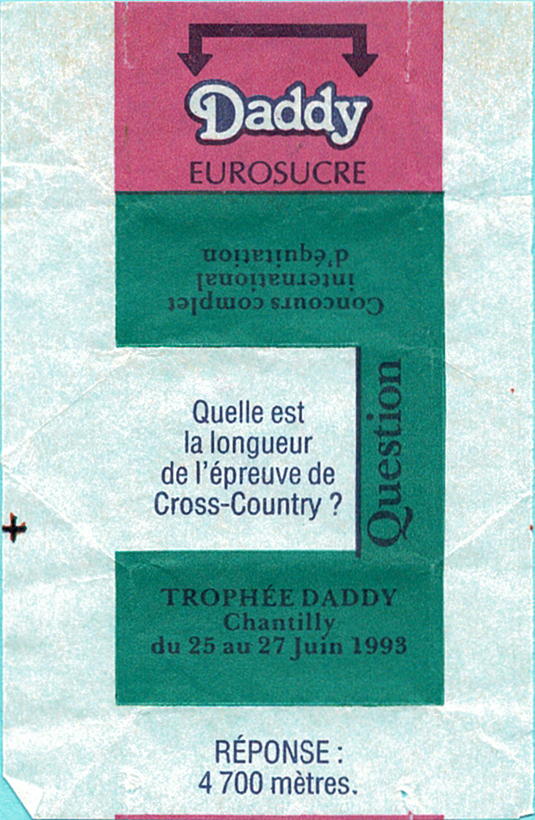 Daddy
EUROSUCRE
Concours complet
international
d'équitation
Question
Quelle est
la longueur
de l'épreuve de
Cross-Country ?
TROPHÉE DADDY
Chantilly
du 25 au 27 Juin 1993
RÉPONSE :
4 700 mètres.